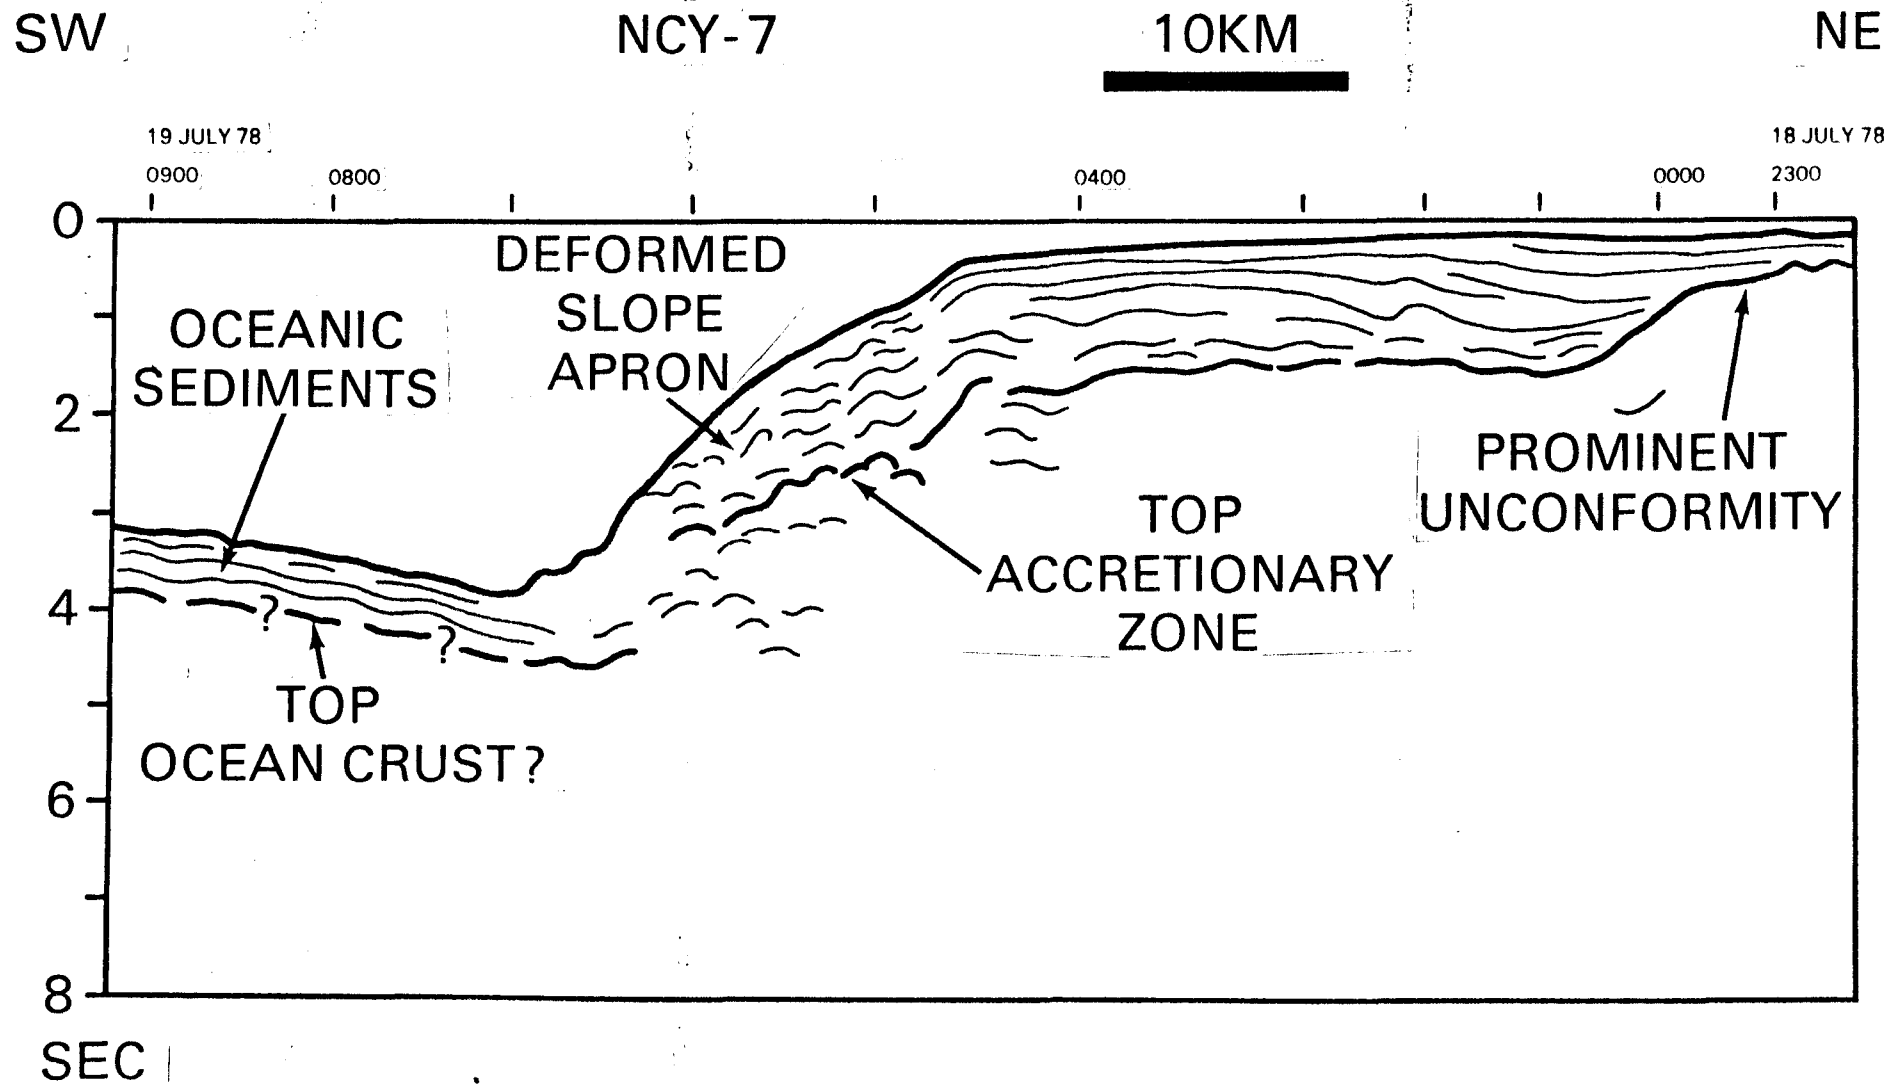 SW NCY-7 10KM NE
19 JULY 78 18 JULY 78
0900 0800 0400 0000 2300
0
DEFORMED
SLOPE
APRON
OCEANIC
SEDIMENTS
2
PROMINENT
UNCONFORMITY
TOP
ACCRETIONARY
ZONE
4
?
?
TOP
OCEAN CRUST?
6
8
SEC